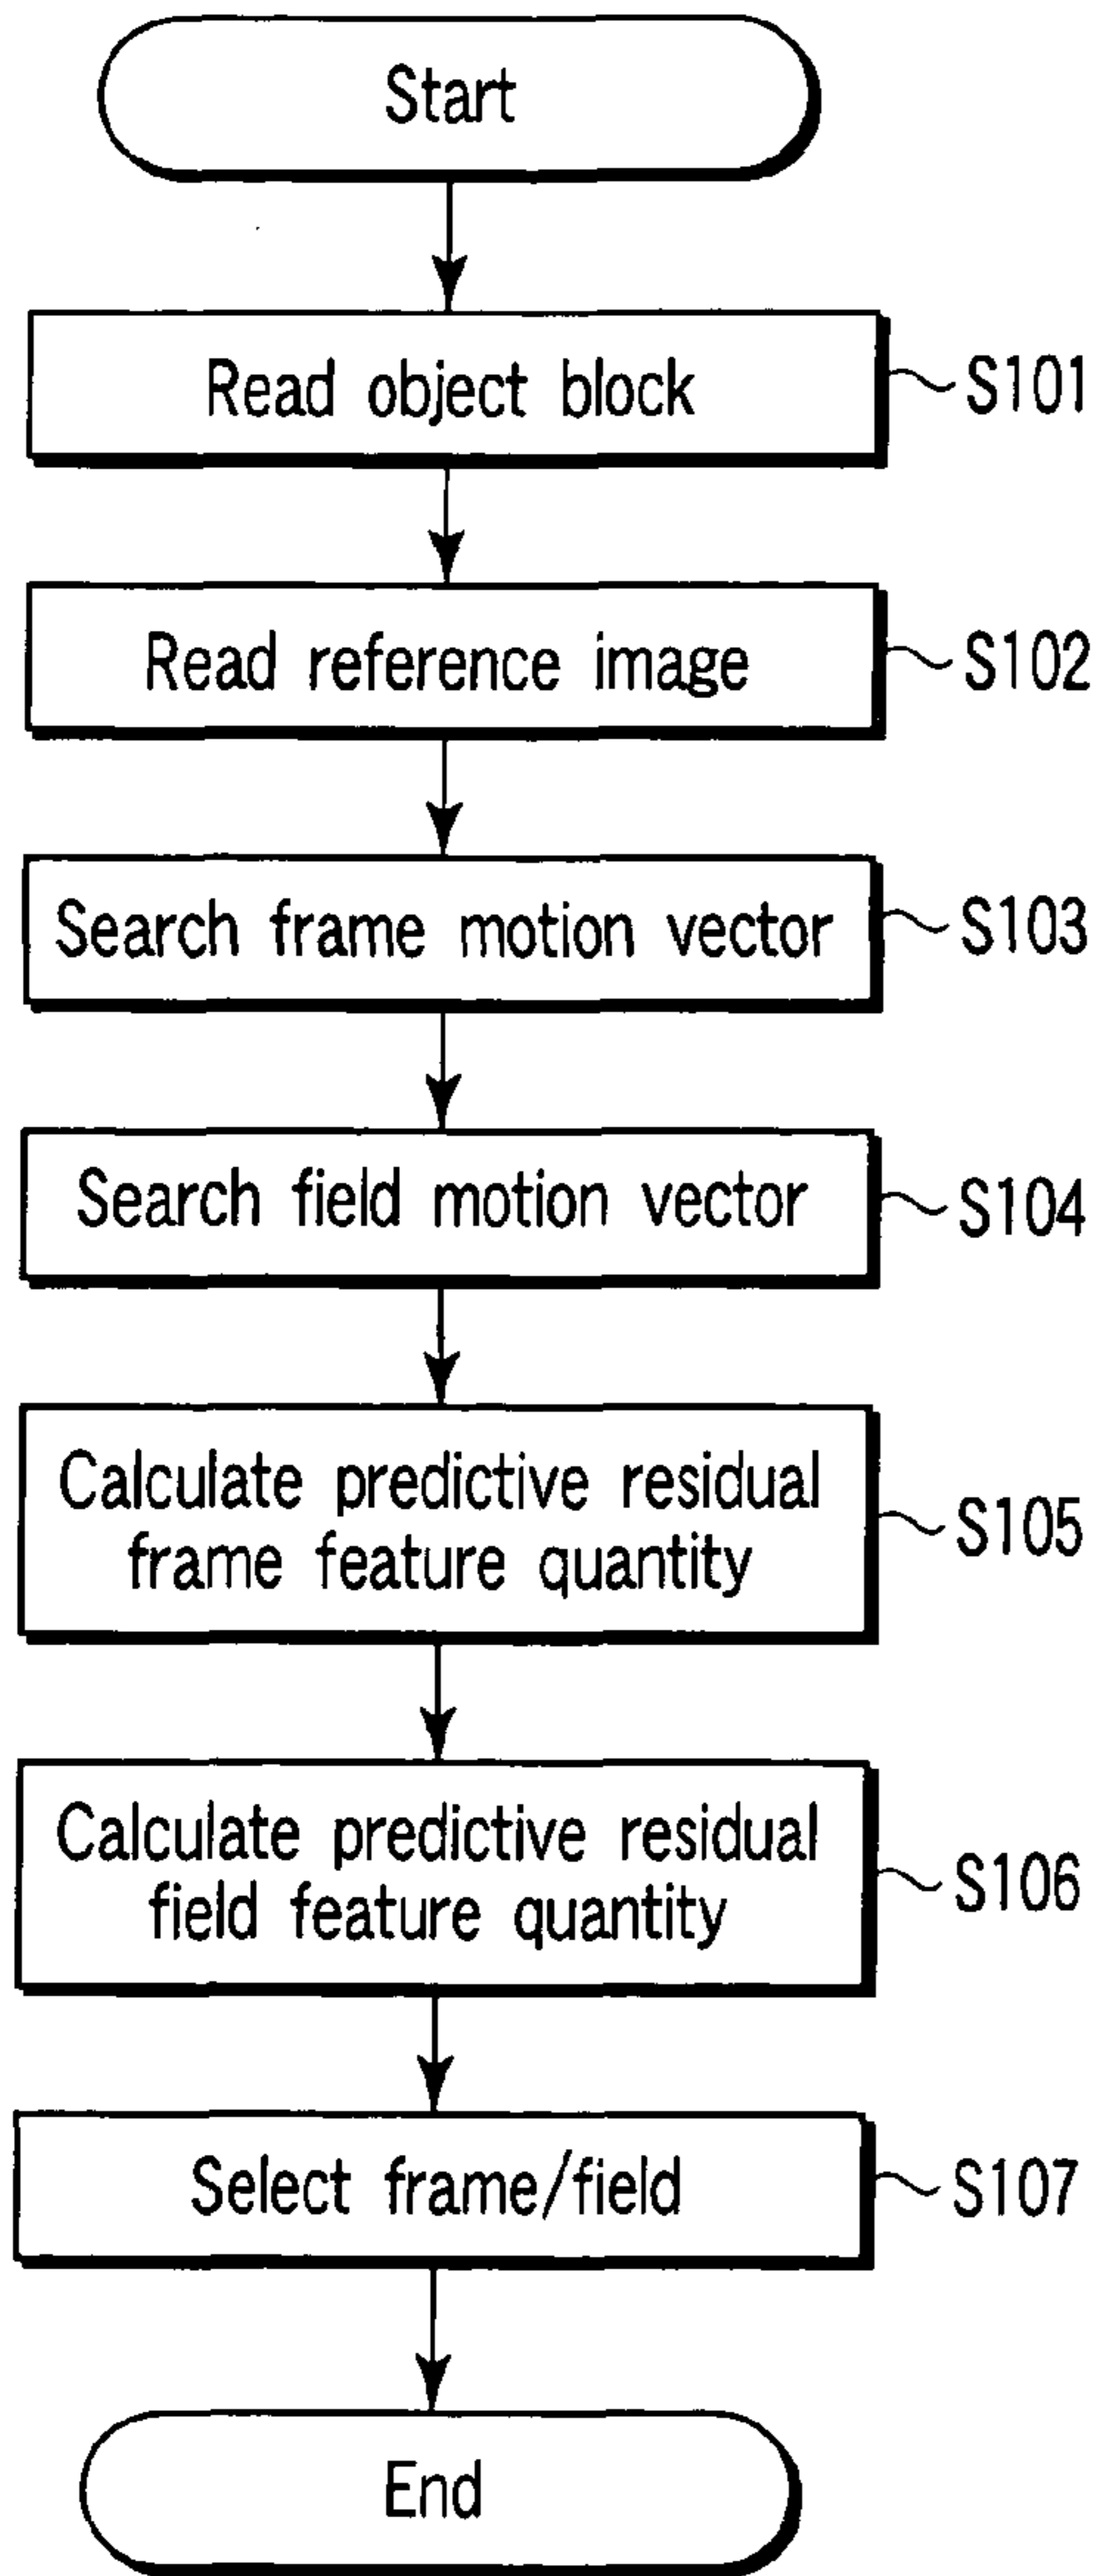 Start
Read object block
S101
Read reference image
S102
Search frame motion vector
S103
Search field motion vector
S104
Calculate predictive residual
frame feature quantity
S105
Calculate predictive residual
field feature quantity
S106
Select frame/field
S107
End